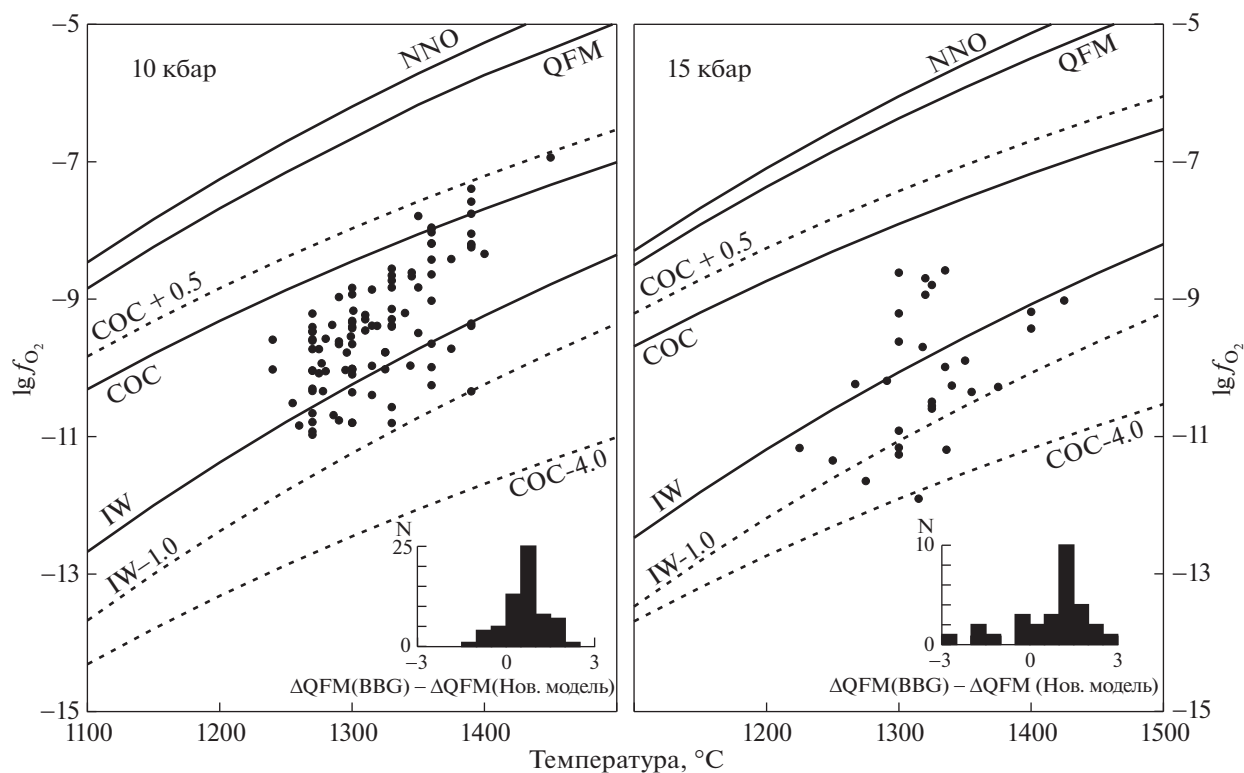 −5
−7
−9
−11
−13
−15
lg fO2
10 кбар
NNO
QFM
COC + 0.5
COC
IW
IW−1.0
COC-4.0
N
25
0
−3 0 3
ΔQFM(BBG) − ΔQFM(Нов. модель)
1100 1200 1300 1400
15 кбар
NNO
QFM
COC + 0.5
COC
IW
IW-1.0
COC-4.0
N
10
0
−3 0 3
ΔQFM(BBG) − ΔQFM (Нов. модель)
1200 1300 1400 1500
−5
−7
−9
−11
−13
−15
lg fO2
Температура, °C